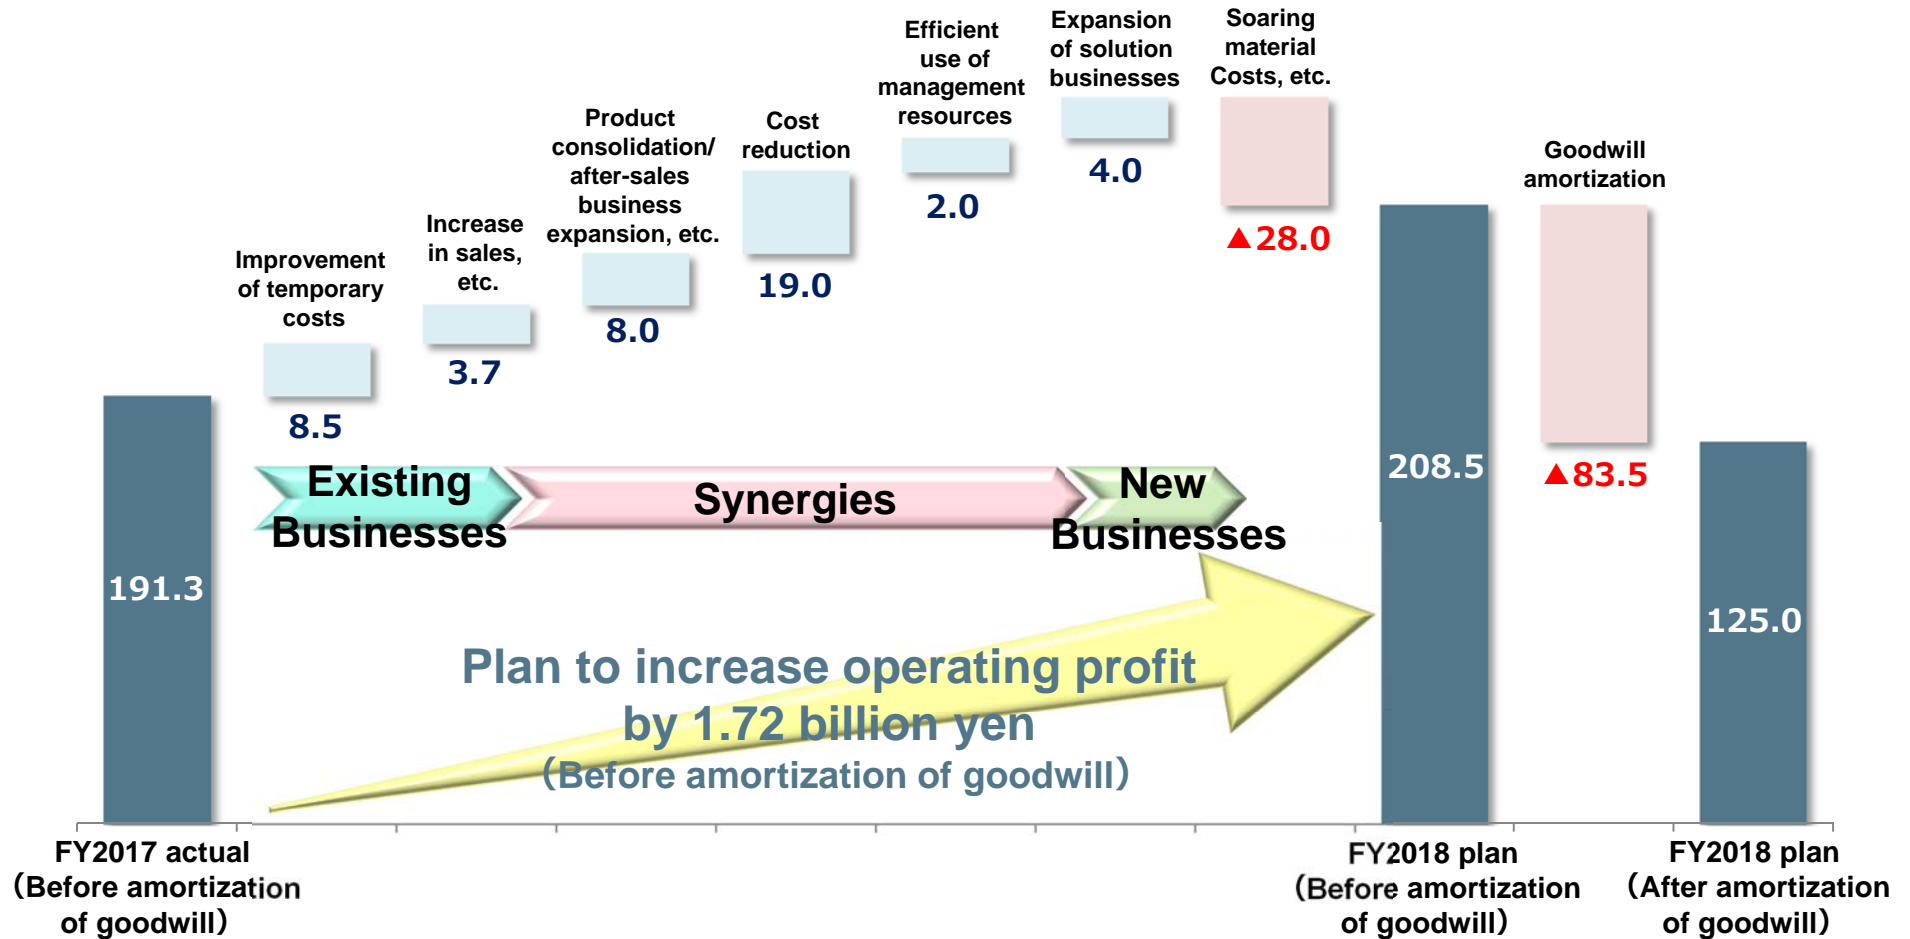 Improvement
of temporary
costs
8.5
Increase
in sales,
etc.
3.7
Product
consolidation/
after-sales
business
expansion, etc.
8.0
Cost
reduction
19.0
Efficient
use of
management
resources
2.0
Expansion
of solution
businesses
4.0
Soaring
material
Costs, etc.
▲28.0
Goodwill
amortization
▲83.5
191.3
208.5
125.0
Existing
Businesses
Synergies
New
Businesses
Plan to increase operating profit
by 1.72 billion yen
(Before amortization of goodwill)
FY2017 actual
(Before amortization
of goodwill)
FY2018 plan
(Before amortization
of goodwill)
FY2018 plan
(After amortization
of goodwill)